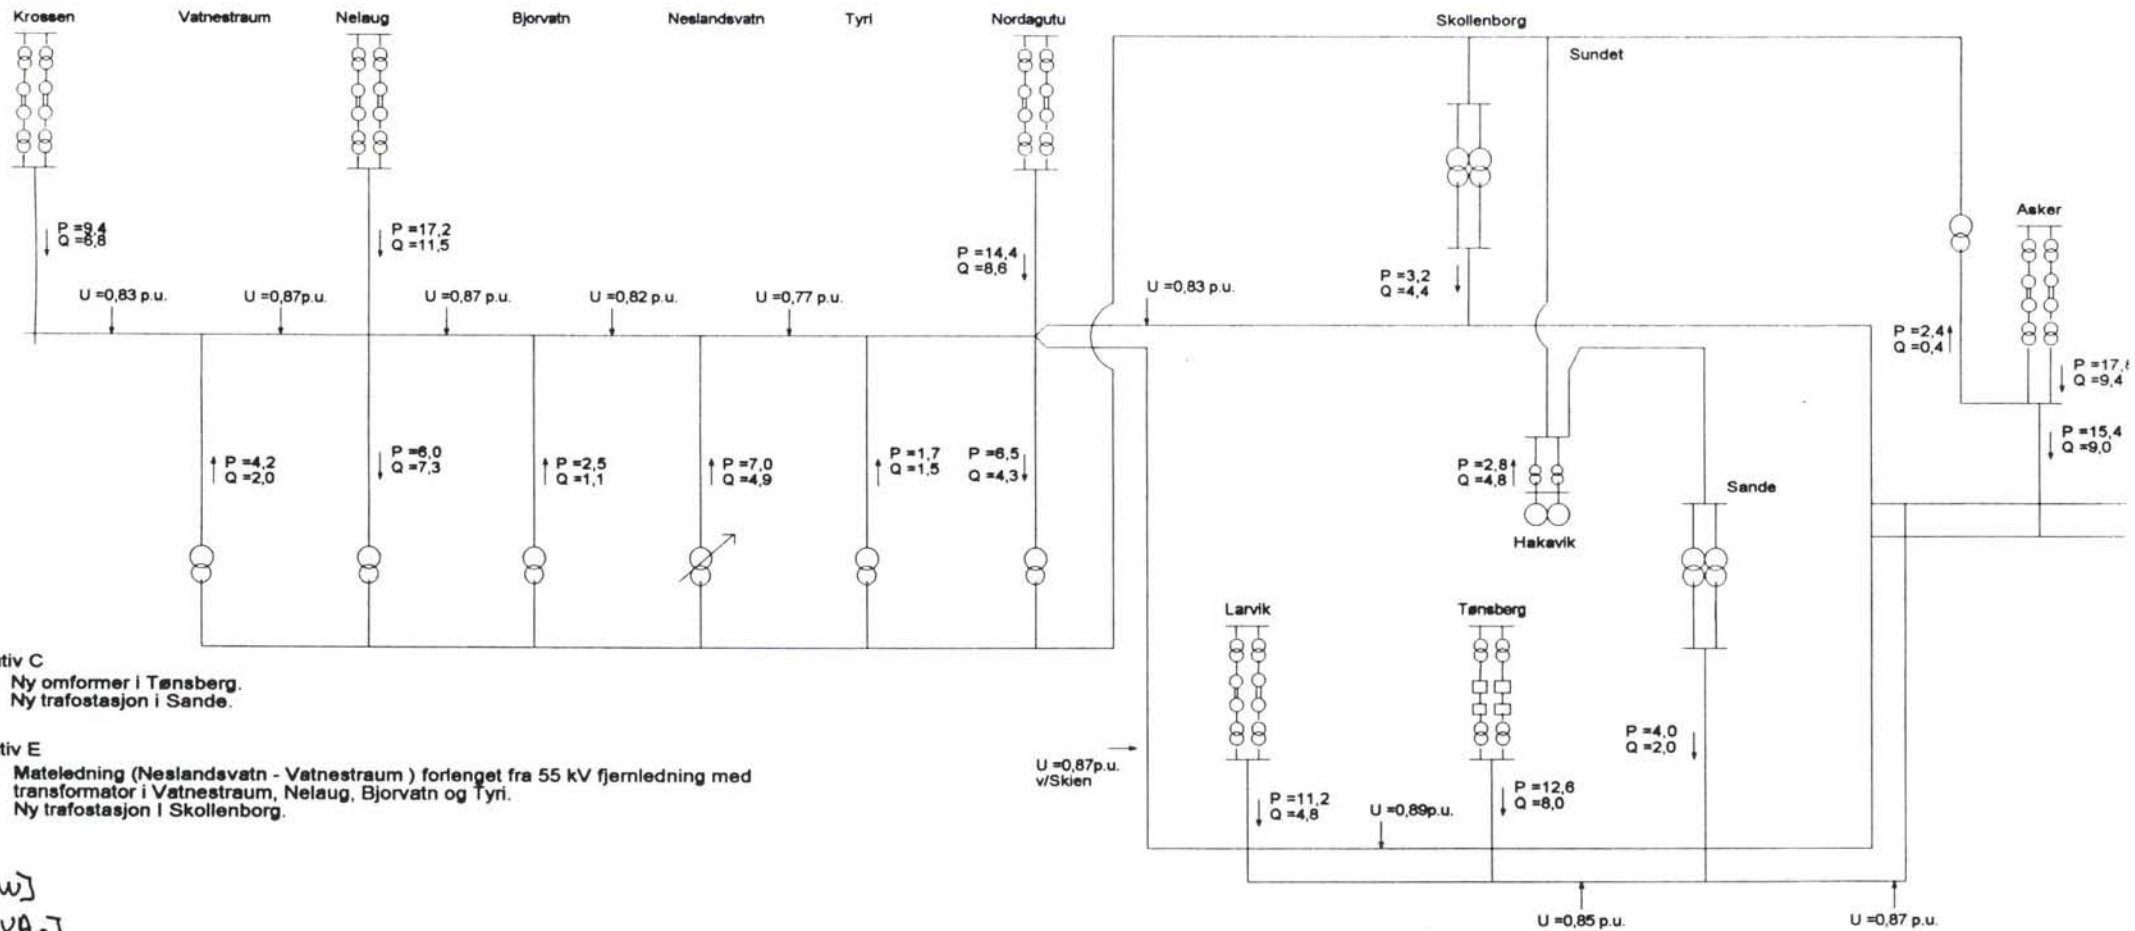 Krossen
Vatnestraum
Nelaug
Bjorvatn
Neslandsvatn
Tyri
Nordagutu
Skollenborg
Sundet
Asker
P =9,4
Q =6,8
P =17,2
Q =11,5
P =14,4
Q =8,6
P =3,2
Q =4,4
U =0,83 p.u.
U =0,87p.u.
U =0,87 p.u.
U =0,82 p.u.
U =0,77 p.u.
U =0,83 p.u.
P =2,4
Q =0,4
P =17,
Q =9,4
P =15,4
Q =9,0
P =4,2
Q =2,0
P =6,0
Q =7,3
P =2,5
Q =1,1
P =7,0
Q =4,9
P =1,7
Q =1,5
P =6,5
Q =4,3
P =2,8
Q =4,8
Hakavik
Sande
Larvik
Tønsberg
tiv C
Ny omformer i Tønsberg.
Ny trafostasjon i Sande.
tiv E
Mateledning (Neslandsvatn - Vatnestraum ) forlenget fra 55 kV fjernledning med
transformator i Vatnestraum, Nelaug, Bjorvatn og Tyri.
Ny trafostasjon I Skollenborg.
U =0,87p.u.
v/Skien
P =11,2
Q =4,8
U =0,89p.u.
P =12,6
Q =8,0
P =4,0
Q =2,0
U =0,85 p.u.
U =0,87 p.u.